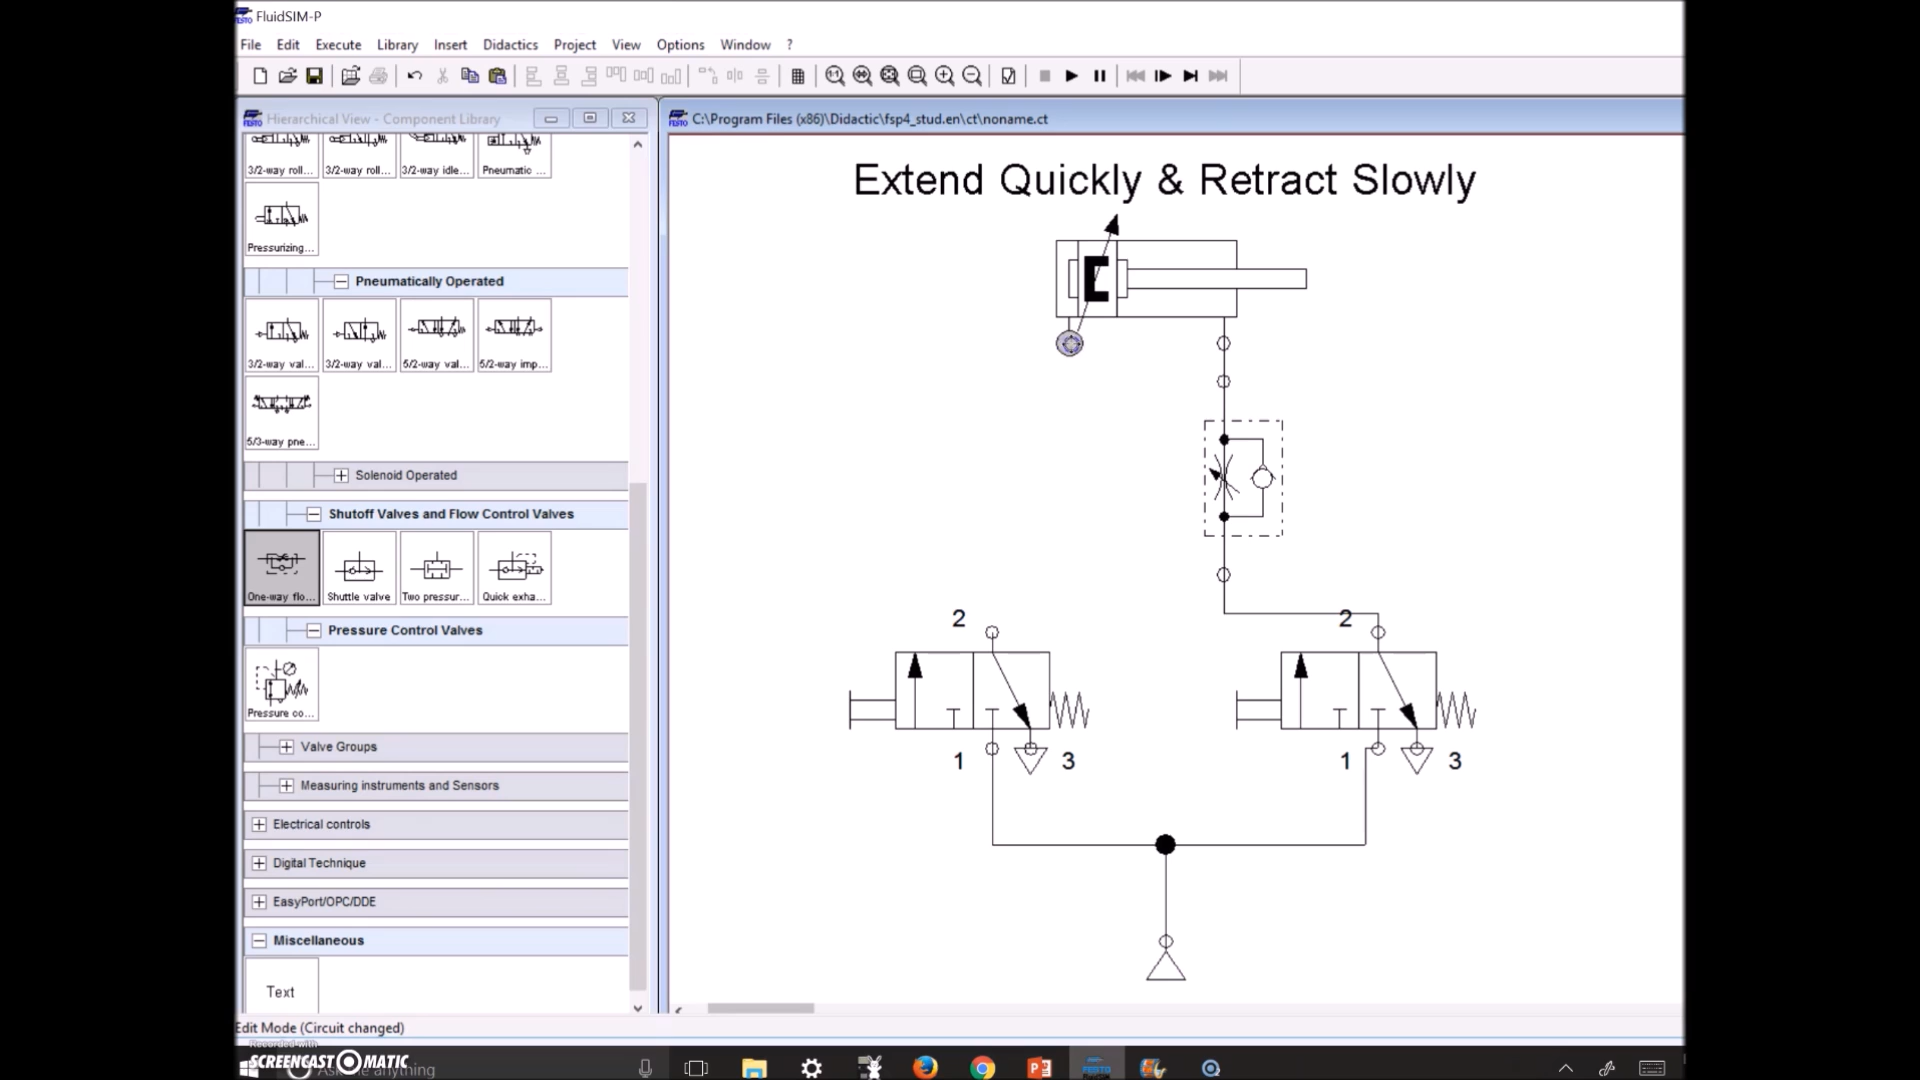 FluidSIM-P
File Edit Execute Library Insert Didactics Project View Options Window ?
Hierarchical View - Component Library
C:\Program Files (x86)\Didactic\fsp4_stud.en\ct\noname.ct
3/2-way roll... 3/2-way roll... 3/2-way idle... Pneumatic ...
Pressurizing...
Pneumatically Operated
3/2-way val... 3/2-way val... 5/2-way val... 5/2-way imp...
5/3-way pne...
Solenoid Operated
Shutoff Valves and Flow Control Valves
One-way flo... Shuttle valve Two pressur... Quick exha...
Pressure Control Valves
Pressure co...
Valve Groups
Measuring instruments and Sensors
Electrical controls
Digital Technique
EasyPort/OPC/DDE
Miscellaneous
Text
Extend Quickly & Retract Slowly
2 2
1 3 1 3
Edit Mode (Circuit changed)
Recorded with
SCREENCAST-O-MATIC
anything
FESTO